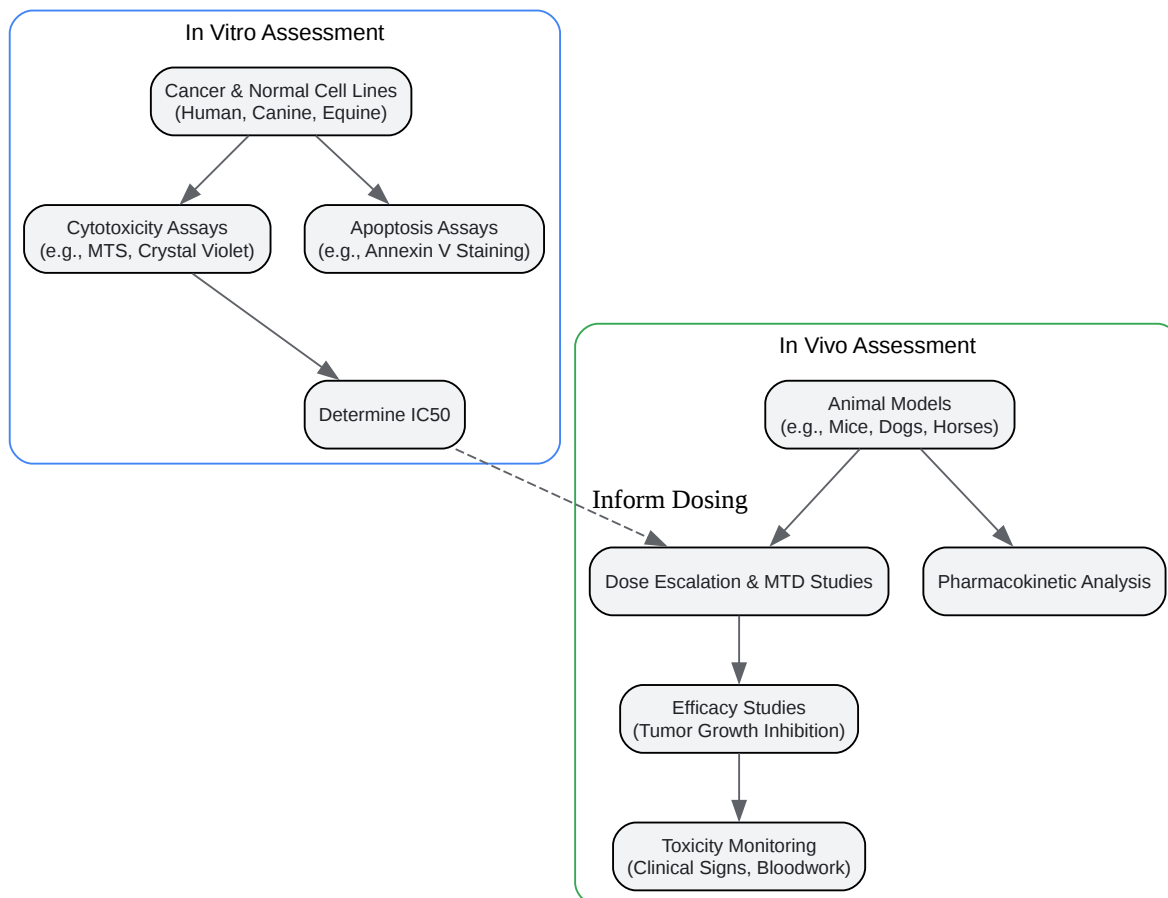 In Vitro Assessment
Cancer & Normal Cell Lines
(Human, Canine, Equine)
Cytotoxicity Assays
(e.g., MTS, Crystal Violet)
Apoptosis Assays
(e.g., Annexin V Staining)
Determine IC50
In Vivo Assessment
Animal Models
(e.g., Mice, Dogs, Horses)
Inform Dosing
Dose Escalation & MTD Studies
Pharmacokinetic Analysis
Efficacy Studies
(Tumor Growth Inhibition)
Toxicity Monitoring
(Clinical Signs, Bloodwork)